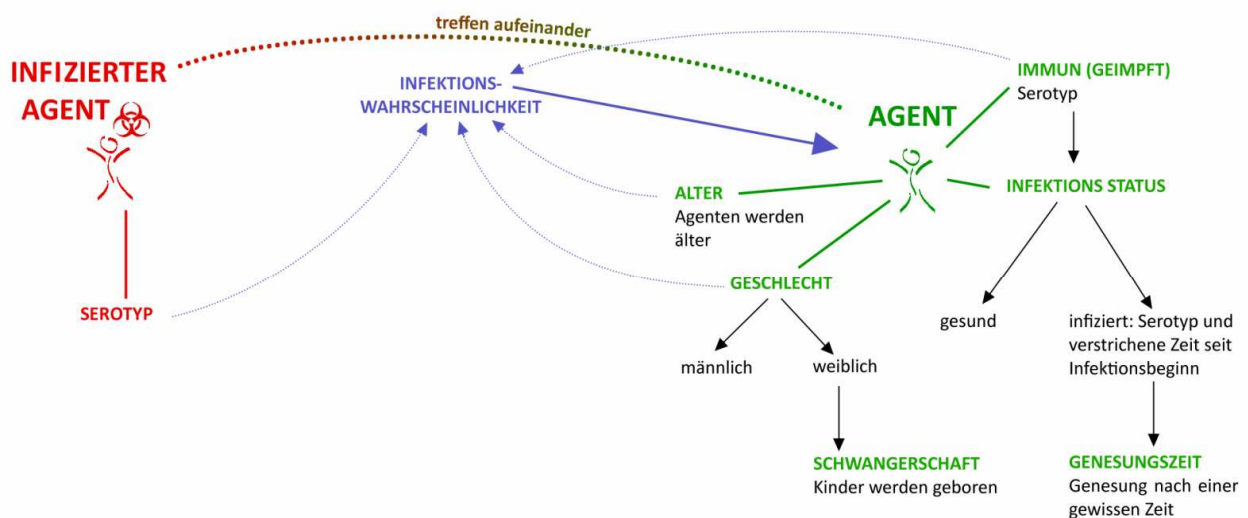 treffen aufeinander
INFIZIERTER
AGENT
INFEKTIONS-
WAHRSCHEINLICHKEIT
IMMUN (GEIMPFT)
Serotyp
AGENT
ALTER
Agenten werden
älter
INFEKTIONS STATUS
GESCHLECHT
SEROTYP
männlich
weiblich
gesund
infiziert: Serotyp und
verstrichene Zeit seit
Infektionsbeginn
SCHWANGERSCHAFT
Kinder werden geboren
GENESUNGSZEIT
Genesung nach einer
gewissen Zeit